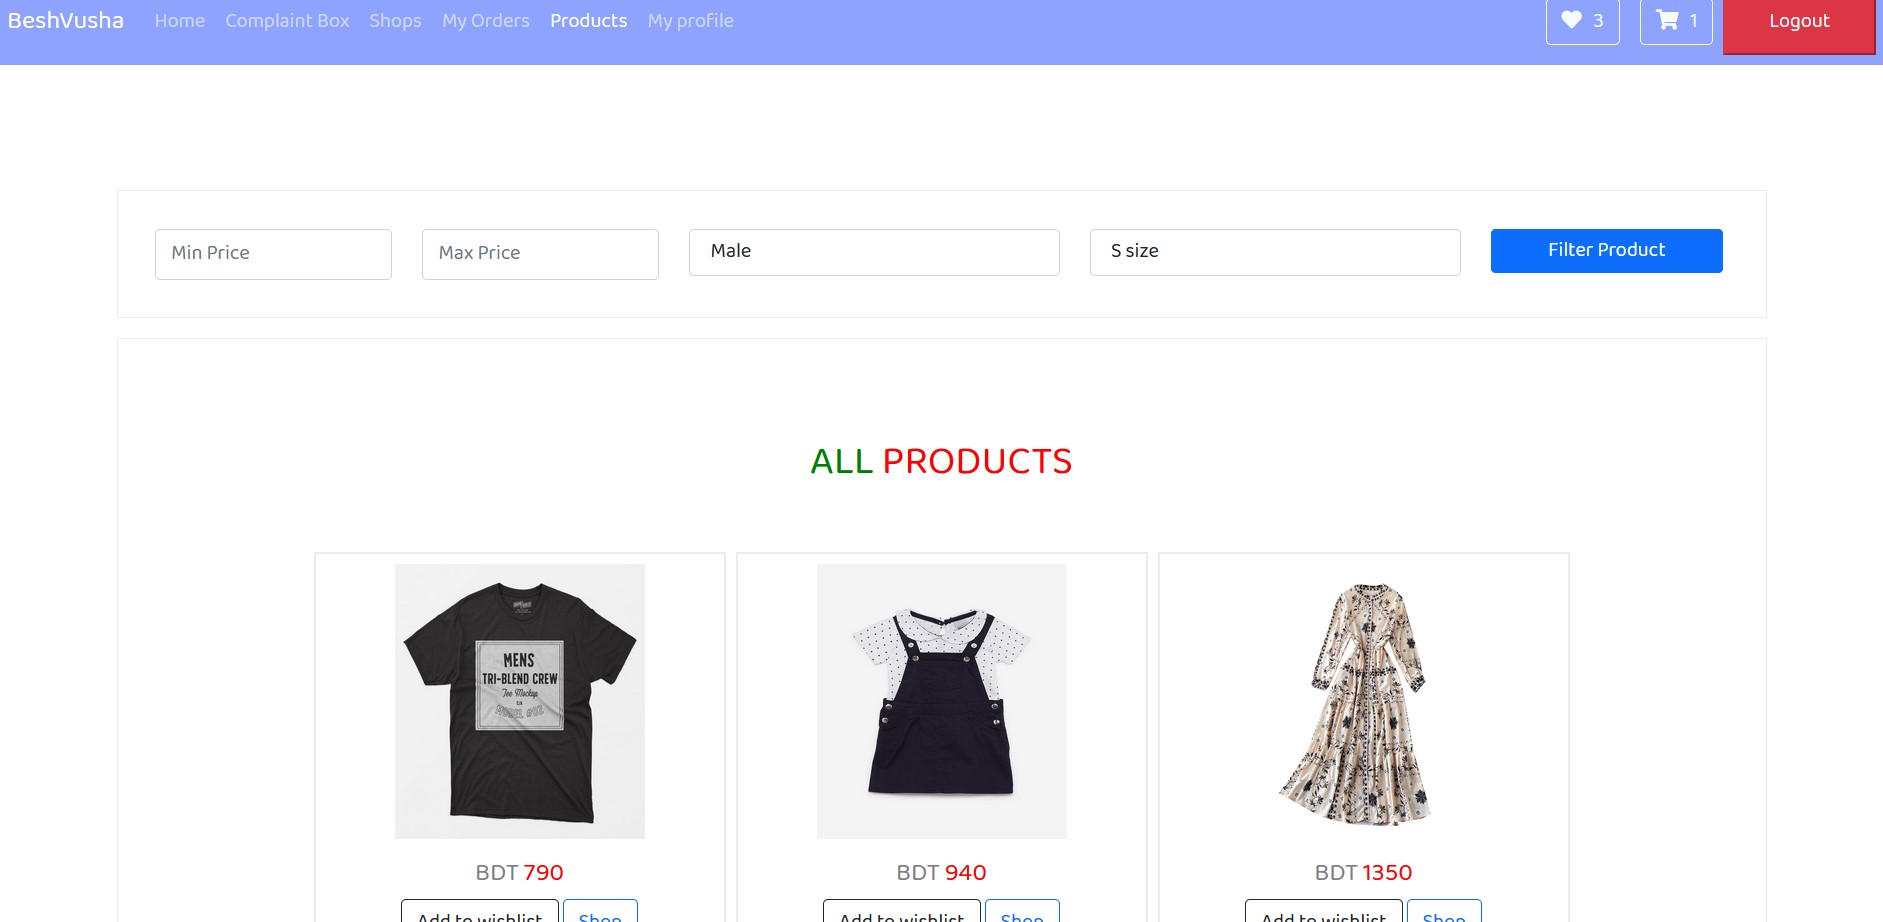 BeshVusha Home Complaint Box Shops My Orders Products My profile 3 1 Logout
Min Price Max Price Male S size Filter Product
ALL PRODUCTS
MENS
TRI-BLEND CREW
Tee Mockup
MODEL #02
BDT 790 BDT 940 BDT 1350
Add to wishlist Shop Add to wishlist Shop Add to wishlist Shop